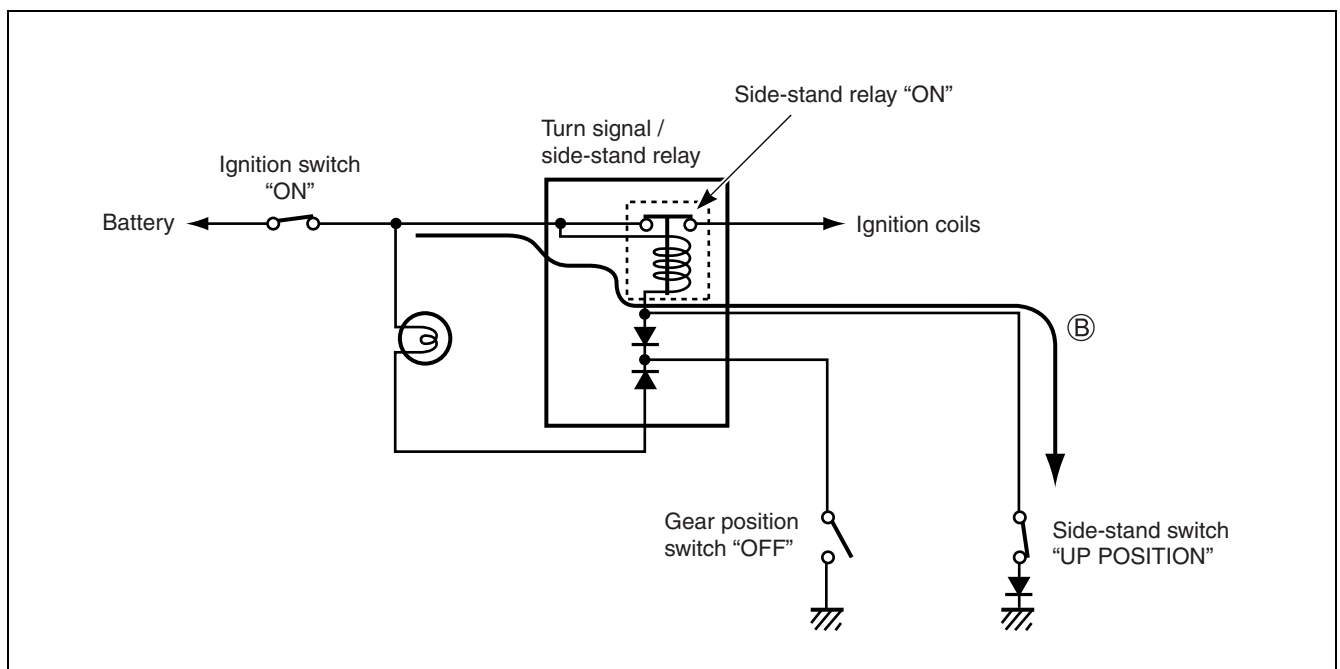 Side-stand relay “ON”
Turn signal /
side-stand relay
Ignition switch
“ON”
Battery
Ignition coils
Ⓑ
Gear position
switch “OFF”
Side-stand switch
“UP POSITION”